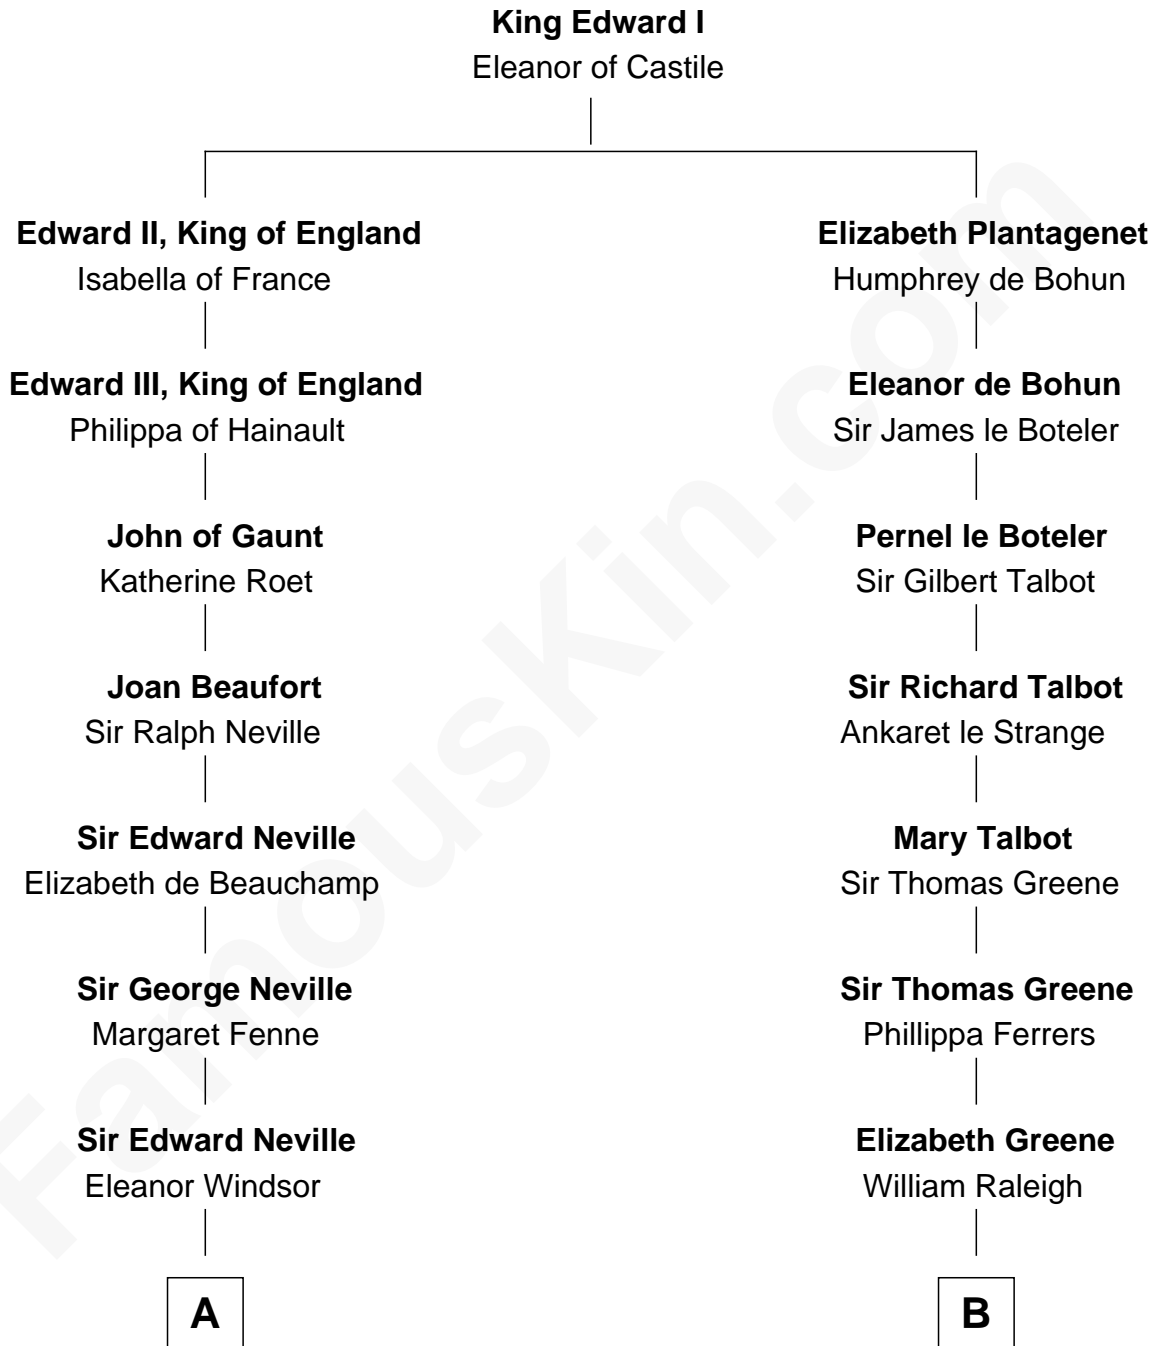 King Edward I
Eleanor of Castile
Edward II, King of England
Isabella of France
Elizabeth Plantagenet
Humphrey de Bohun
Edward III, King of England
Philippa of Hainault
Eleanor de Bohun
Sir James le Boteler
John of Gaunt
Katherine Roet
Pernel le Boteler
Sir Gilbert Talbot
Joan Beaufort
Sir Ralph Neville
Sir Richard Talbot
Ankaret le Strange
Sir Edward Neville
Elizabeth de Beauchamp
Mary Talbot
Sir Thomas Greene
Sir George Neville
Margaret Fenne
Sir Thomas Greene
Phillippa Ferrers
Sir Edward Neville
Eleanor Windsor
Elizabeth Greene
William Raleigh
A
B
FamousKin.com